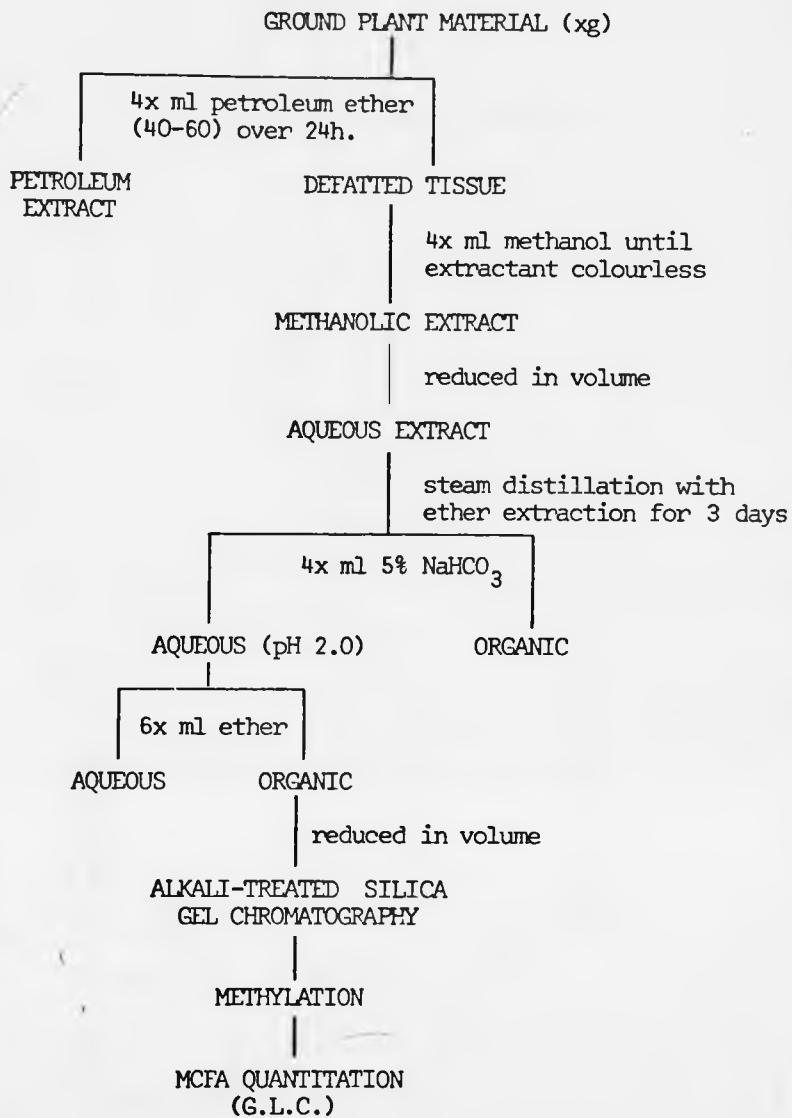 GROUND PLANT MATERIAL (xg)
4x ml petroleum ether
(40-60) over 24h.
PETROLEUM
EXTRACT
DEFATTED TISSUE
4x ml methanol until
extractant colourless
METHANOLIC EXTRACT
reduced in volume
AQUEOUS EXTRACT
steam distillation with
ether extraction for 3 days
4x ml 5% NaHCO3
AQUEOUS (pH 2.0)
ORGANIC
6x ml ether
AQUEOUS
ORGANIC
reduced in volume
ALKALI-TREATED SILICA
GEL CHROMATOGRAPHY
METHYLATION
MCFA QUANTITATION
(G.L.C.)